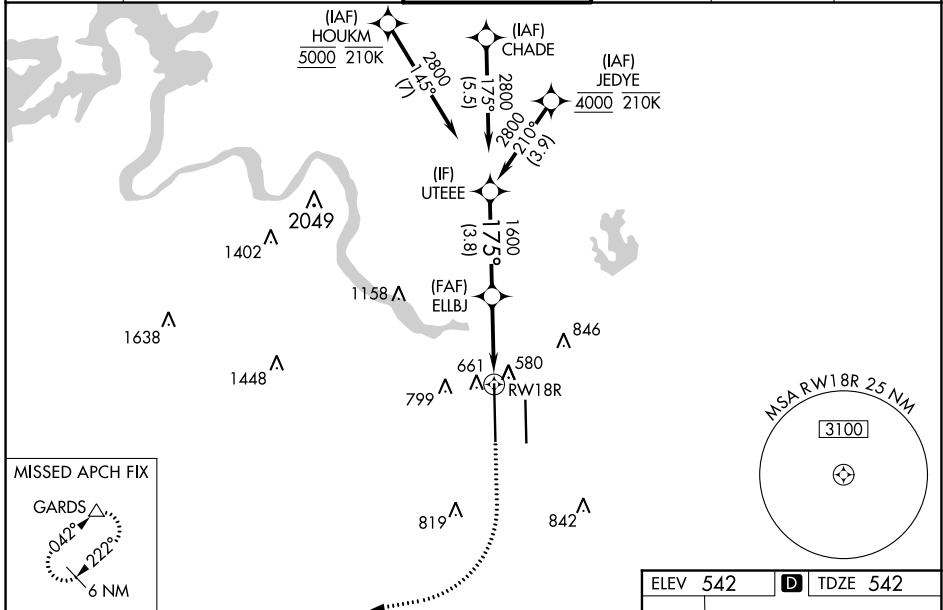 (IAF)
HOUKM
5000 210K
2800
145°
(7)
(IAF)
CHADE
2800
175°
(5.5)
(IAF)
JEDYE
4000 210K
2800
210°
(3.9)
(IF)
UTEEE
1600
175°
(3.8)
(FAF)
ELLBJ
2049
1402
1158
1638
1448
846
661
580
799
RW18R
819
842
MSA RW18R 25 NM
3100
MISSED APCH FIX
GARDS
042°
222°
6 NM
ELEV 542 D TDZE 542